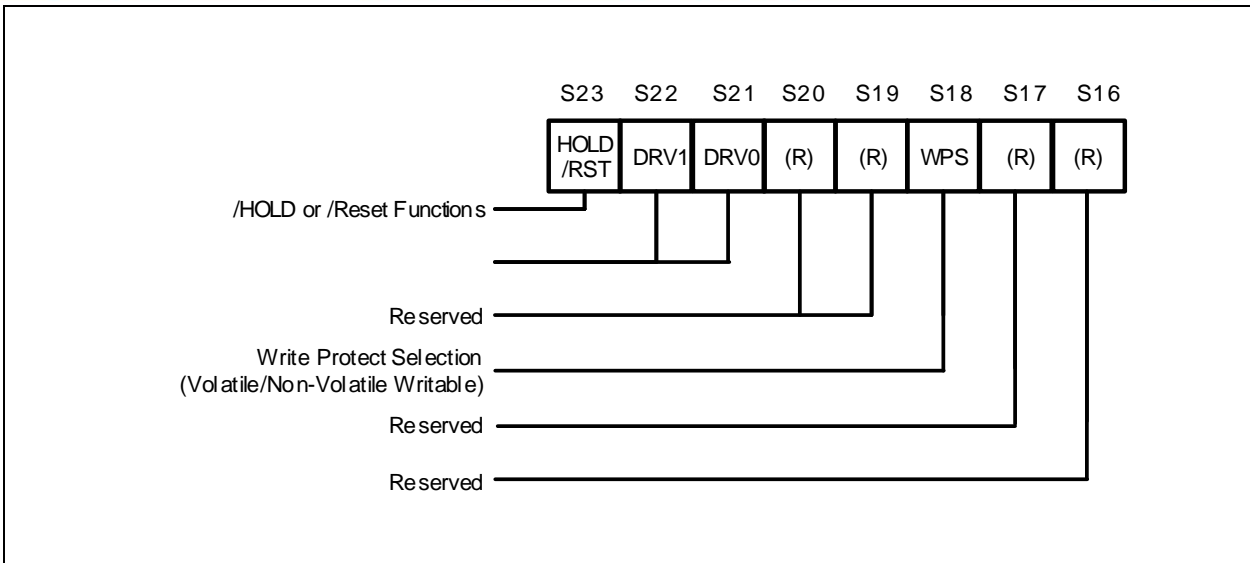 S23 S22 S21 S20 S19 S18 S17 S16
HOLD /RST DRV1 DRV0 (R) (R) WPS (R) (R)
/HOLD or /Reset Functions
Reserved
Write Protect Selection
(Volatile/Non-Volatile Writable)
Reserved
Reserved